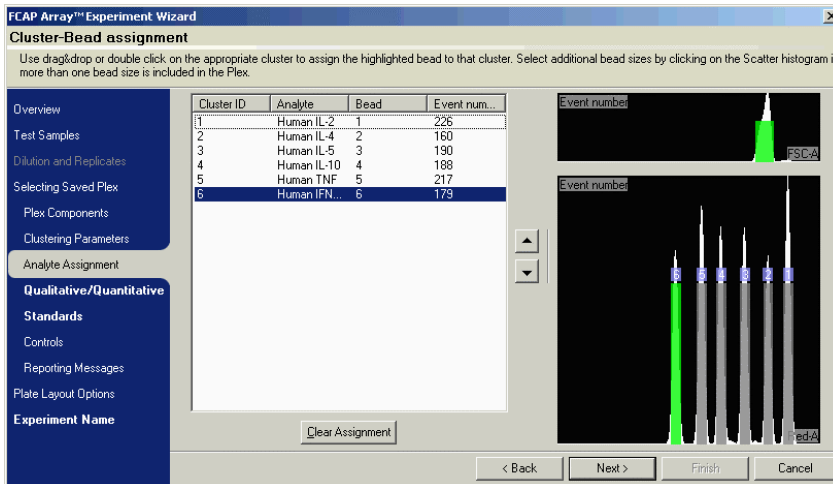 FCAP Array™ Experiment Wizard
Cluster-Bead assignment
Use drag&drop or double click on the appropriate cluster to assign the highlighted bead to that cluster. Select additional bead sizes by clicking on the Scatter histogram i
more than one bead size is included in the Plex.
Overview
Test Samples
Dilution and Replicates
Selecting Saved Plex
Plex Components
Clustering Parameters
Analyte Assignment
Qualitative/Quantitative
Standards
Controls
Reporting Messages
Plate Layout Options
Experiment Name
Cluster ID Analyte Bead Event num...
1 Human IL-2 1 226
2 Human IL-4 2 160
3 Human IL-5 3 190
4 Human IL-10 4 188
5 Human TNF 5 217
6 Human IFN... 6 179
Clear Assignment
Event number
FSC-A
Event number
6 5 4 3 2 1
Red-A
< Back Next > Finish Cancel